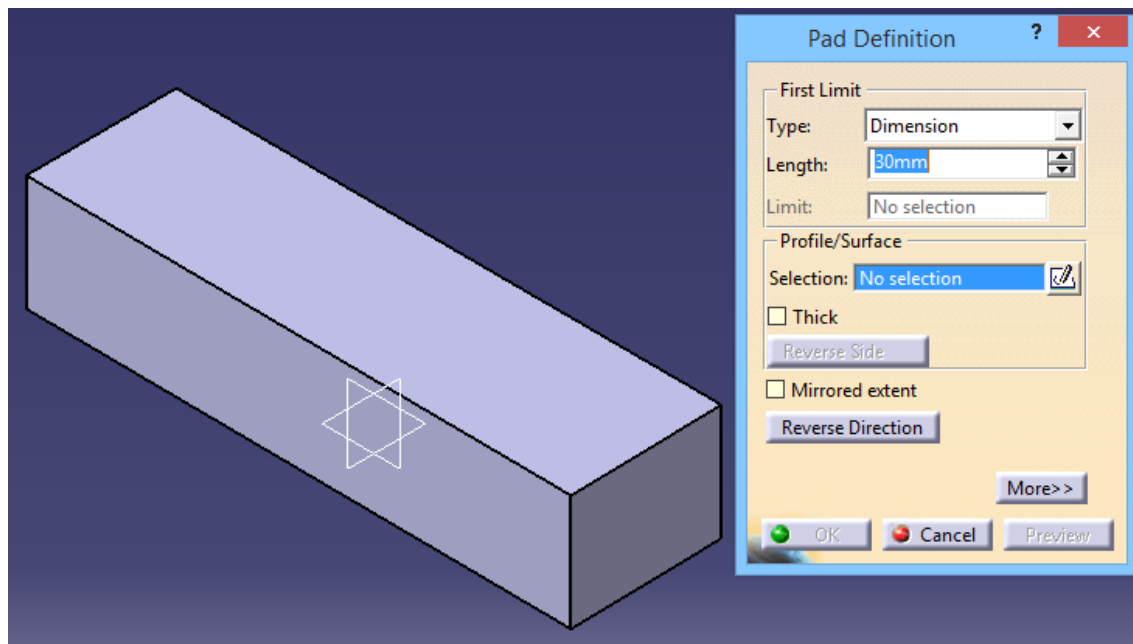 Pad Definition ? ×
First Limit
Type: Dimension
Length: 30mm
Limit: No selection
Profile/Surface
Selection: No selection
Thick
Reverse Side
Mirrored extent
Reverse Direction
More>>
OK Cancel Preview